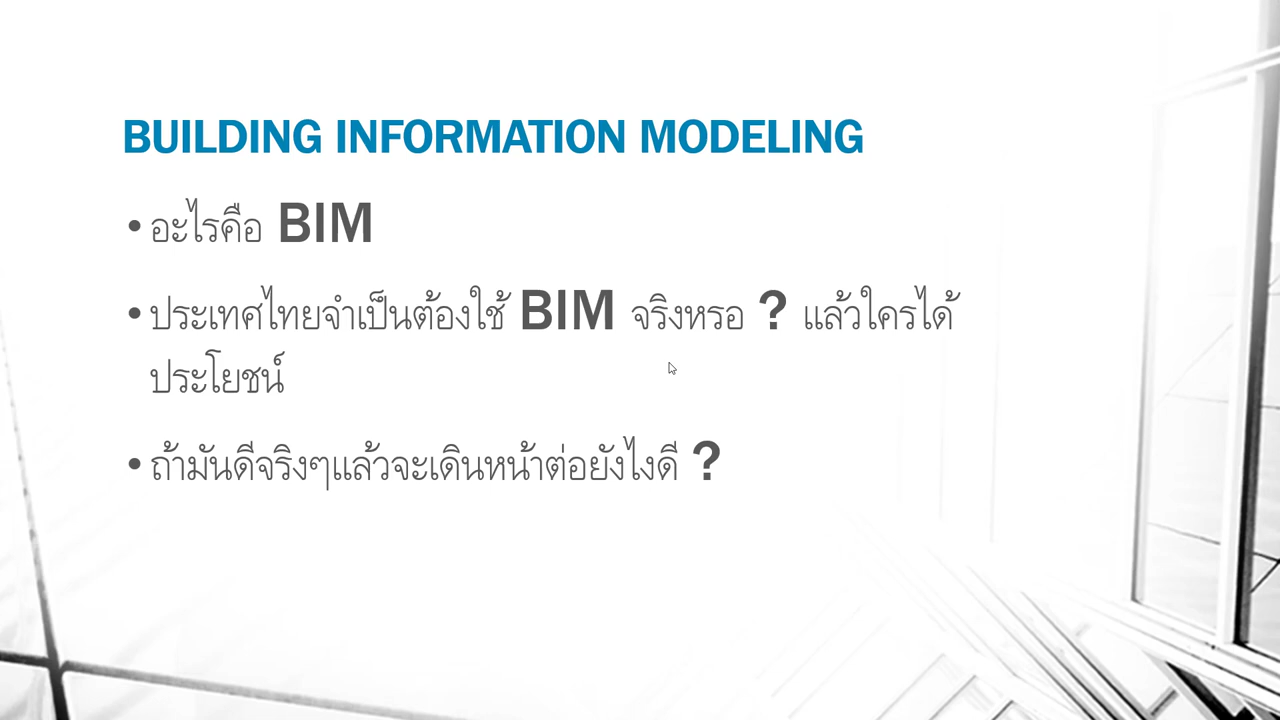 BUILDING INFORMATION MODELING
• อะไรคือ BIM
• ประเทศไทยจำเป็นต้องใช้ BIM จริงหรอ ? แล้วใครได้
ประโยชน์
• ถ้ามันดีจริงๆแล้วจะเดินหน้าต่อยังไงดี ?